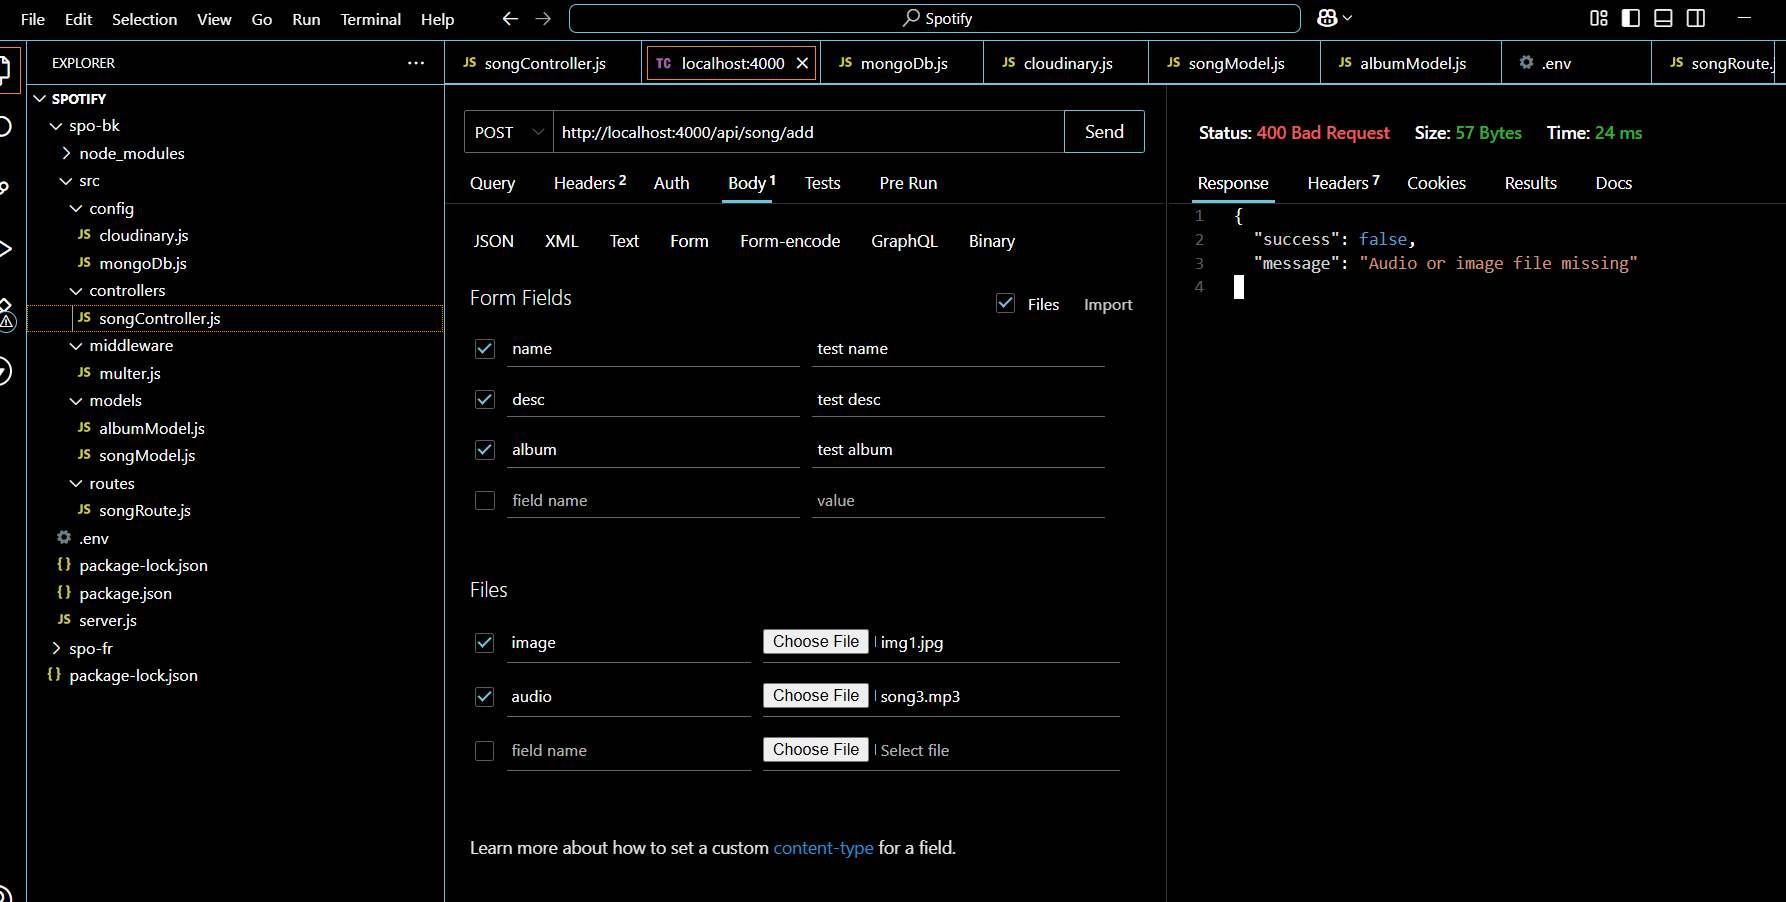 File Edit Selection View Go Run Terminal Help
Spotify
EXPLORER
SPOTIFY
spo-bk
node_modules
src
config
JS cloudinary.js
JS mongoDb.js
controllers
JS songController.js
middleware
JS multer.js
models
JS albumModel.js
JS songModel.js
routes
JS songRoute.js
.env
{} package-lock.json
{} package.json
JS server.js
spo-fr
{} package-lock.json
JS songController.js TC localhost:4000 JS mongoDb.js JS cloudinary.js JS songModel.js JS albumModel.js .env JS songRoute.j
POST http://localhost:4000/api/song/add Send
Query Headers 2 Auth Body 1 Tests Pre Run
JSON XML Text Form Form-encode GraphQL Binary
Form Fields Files Import
name test name
desc test desc
album test album
field name value
Files
image Choose File img1.jpg
audio Choose File song3.mp3
field name Choose File Select file
Learn more about how to set a custom content-type for a field.
Status: 400 Bad Request Size: 57 Bytes Time: 24 ms
Response Headers 7 Cookies Results Docs
1 {
2 "success": false,
3 "message": "Audio or image file missing"
4